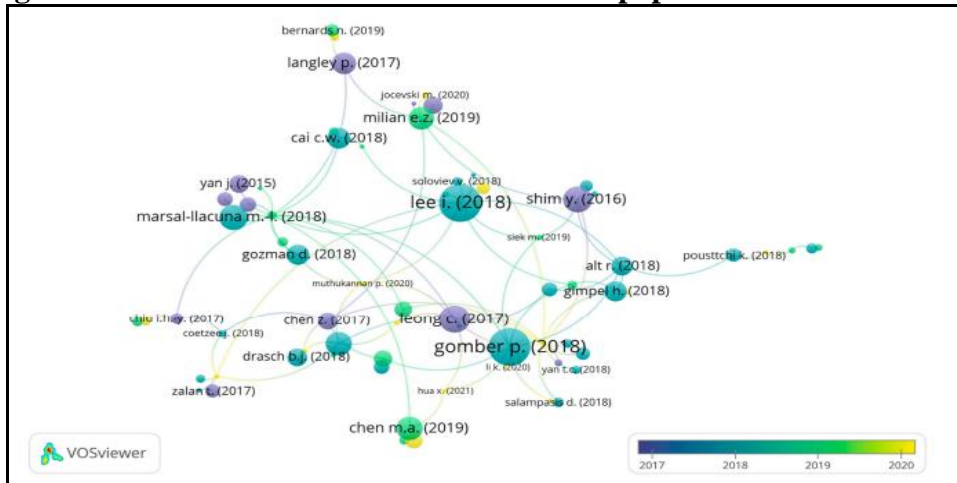 bernards n. (2019)
langley p. (2017)
jocevski m. (2020)
milian e.z. (2019)
cai c.w. (2018)
yan j. (2015)
soloviev v. (2018)
lee i. (2018)
shim y. (2016)
marsal-llacuna m.-l. (2018)
siek m. (2019)
gozman d. (2018)
alt r. (2018)
pousttchi k. (2018)
muthukannan p. (2020)
gimpel h. (2018)
chiu i.h.y. (2017)
chen z. (2017)
leong c. (2017)
coetzee j. (2018)
gomber p. (2018)
drasch b.j. (2018)
li k. (2020)
yan t.c. (2018)
zalan t. (2017)
hua x. (2021)
salampasis d. (2018)
chen m.a. (2019)
VOSviewer
2017 2018 2019 2020